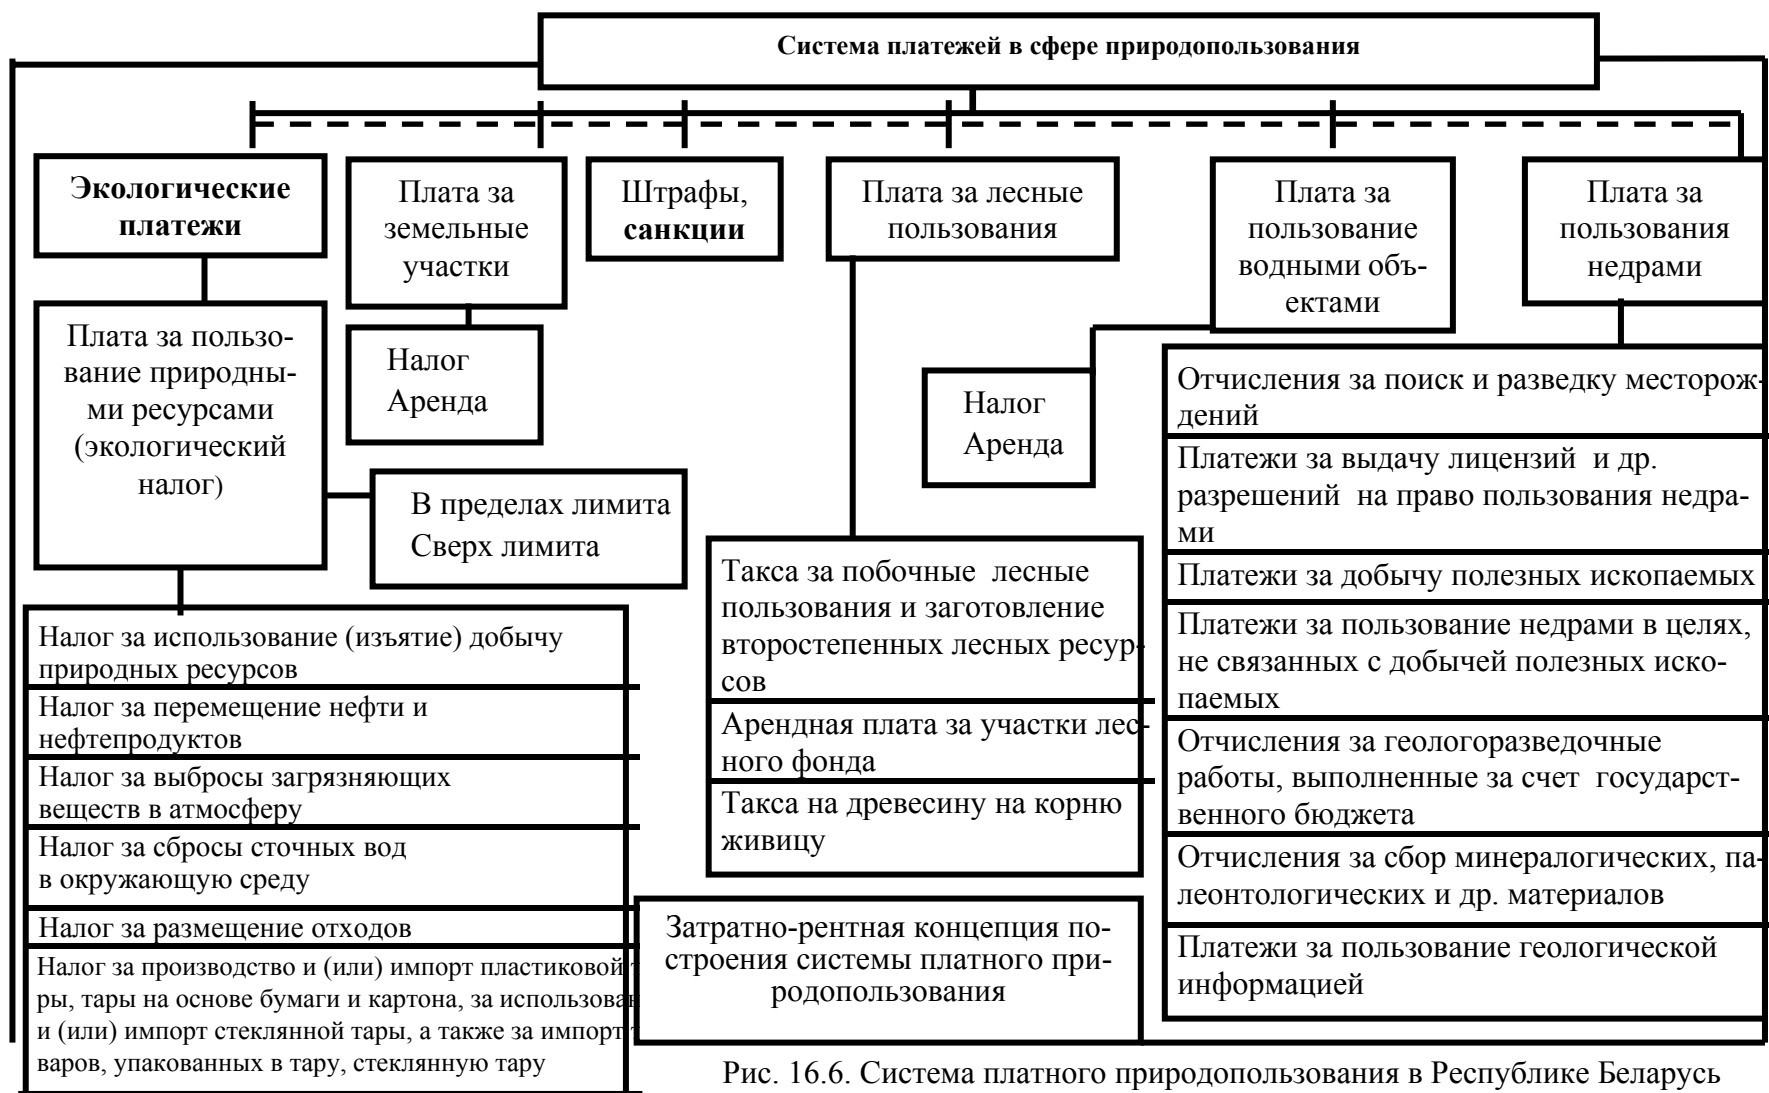 Система платежей в сфере природопользования
Экологические
платежи
Плата за
земельные
участки
Штрафы,
санкции
Плата за лесные
пользования
Плата за
пользование
водными объ-
ектами
Плата за
пользования
недрами
Плата за пользо-
вание природны-
ми ресурсами
(экологический
налог)
Налог
Аренда
В пределах лимита
Сверх лимита
Налог
Аренда
Налог за использование (изъятие) добычу
природных ресурсов
Налог за перемещение нефти и
нефтепродуктов
Налог за выбросы загрязняющих
веществ в атмосферу
Налог за сбросы сточных вод
в окружающую среду
Налог за размещение отходов
Налог за производство и (или) импорт пластиковой
ры, тары на основе бумаги и картона, за использован
и (или) импорт стеклянной тары, а также за импорт
варов, упакованных в тару, стеклянную тару
Такса за побочные лесные
пользования и заготовление
второстепенных лесных ресур-
сов
Арендная плата за участки лес-
ного фонда
Такса на древесину на корню
живицу
Затратно-рентная концепция по-
строения системы платного при-
родопользования
Отчисления за поиск и разведку месторож-
дений
Платежи за выдачу лицензий и др.
разрешений на право пользования недра-
ми
Платежи за добычу полезных ископаемых
Платежи за пользование недрами в целях,
не связанных с добычей полезных иско-
паемых
Отчисления за геологоразведочные
работы, выполненные за счет государст-
венного бюджета
Отчисления за сбор минералогических, па-
леонтологических и др. материалов
Платежи за пользование геологической
информацией
Рис. 16.6. Система платного природопользования в Республике Беларусь